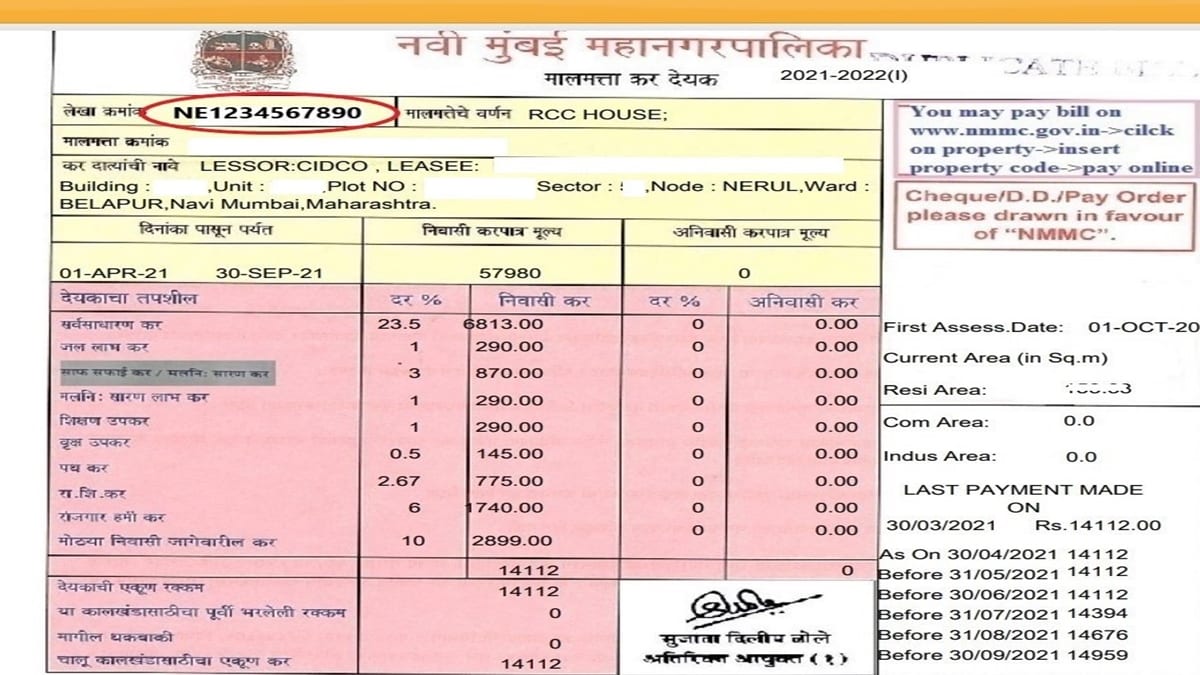 नवी मुंबई महानगरपालिका
मालमत्ता कर देयक 2021-2022(I)
लेखा क्रमांक NE1234567890 मालमत्तेचे वर्णन RCC HOUSE;
मालमत्ता क्रमांक
कर दात्यांची नावे LESSOR:CIDCO , LEASEE:
Building : ,Unit : ,Plot NO : Sector : ,Node : NERUL,Ward :
BELAPUR,Navi Mumbai,Maharashtra.
You may pay bill on
www.nmmc.gov.in->cilck
on property->insert
property code->pay online
Cheque/D.D./Pay Order
please drawn in favour
of “NMMC”.
दिनांका पासून पर्यंत निवासी करपात्र मूल्य अनिवासी करपात्र मूल्य
01-APR-21 30-SEP-21 57980 0
देयकाचा तपशील दर % निवासी कर दर % अनिवासी कर
सर्वसाधारण कर 23.5 6813.00 0 0.00
जल लाभ कर 1 290.00 0 0.00
साफ सफाई कर / मलनि: सारण कर 3 870.00 0 0.00
मलनि: सारण लाभ कर 1 290.00 0 0.00
शिक्षण उपकर 1 290.00 0 0.00
वृक्ष उपकर 0.5 145.00 0 0.00
पथ कर 2.67 775.00 0 0.00
रा.शि.कर 6 1740.00 0 0.00
रोजगार हमी कर 0 0.00
मोठया निवासी जागेवारील कर 10 2899.00
14112 0
देयकाची एकूण रक्कम 14112
या कालखंडासाठीचा पूर्वी भरलेली रक्कम 0
मागील थकबाकी 0
चालू कालखंडासाठीचा एकूण कर 14112
सुजाता दिलीप ढोले
अतिरिक्त आयुक्त (१)
First Assess.Date: 01-OCT-20
Current Area (in Sq.m)
Resi Area:
Com Area: 0.0
Indus Area: 0.0
LAST PAYMENT MADE
ON
30/03/2021 Rs.14112.00
As On 30/04/2021 14112
Before 31/05/2021 14112
Before 30/06/2021 14112
Before 31/07/2021 14394
Before 31/08/2021 14676
Before 30/09/2021 14959